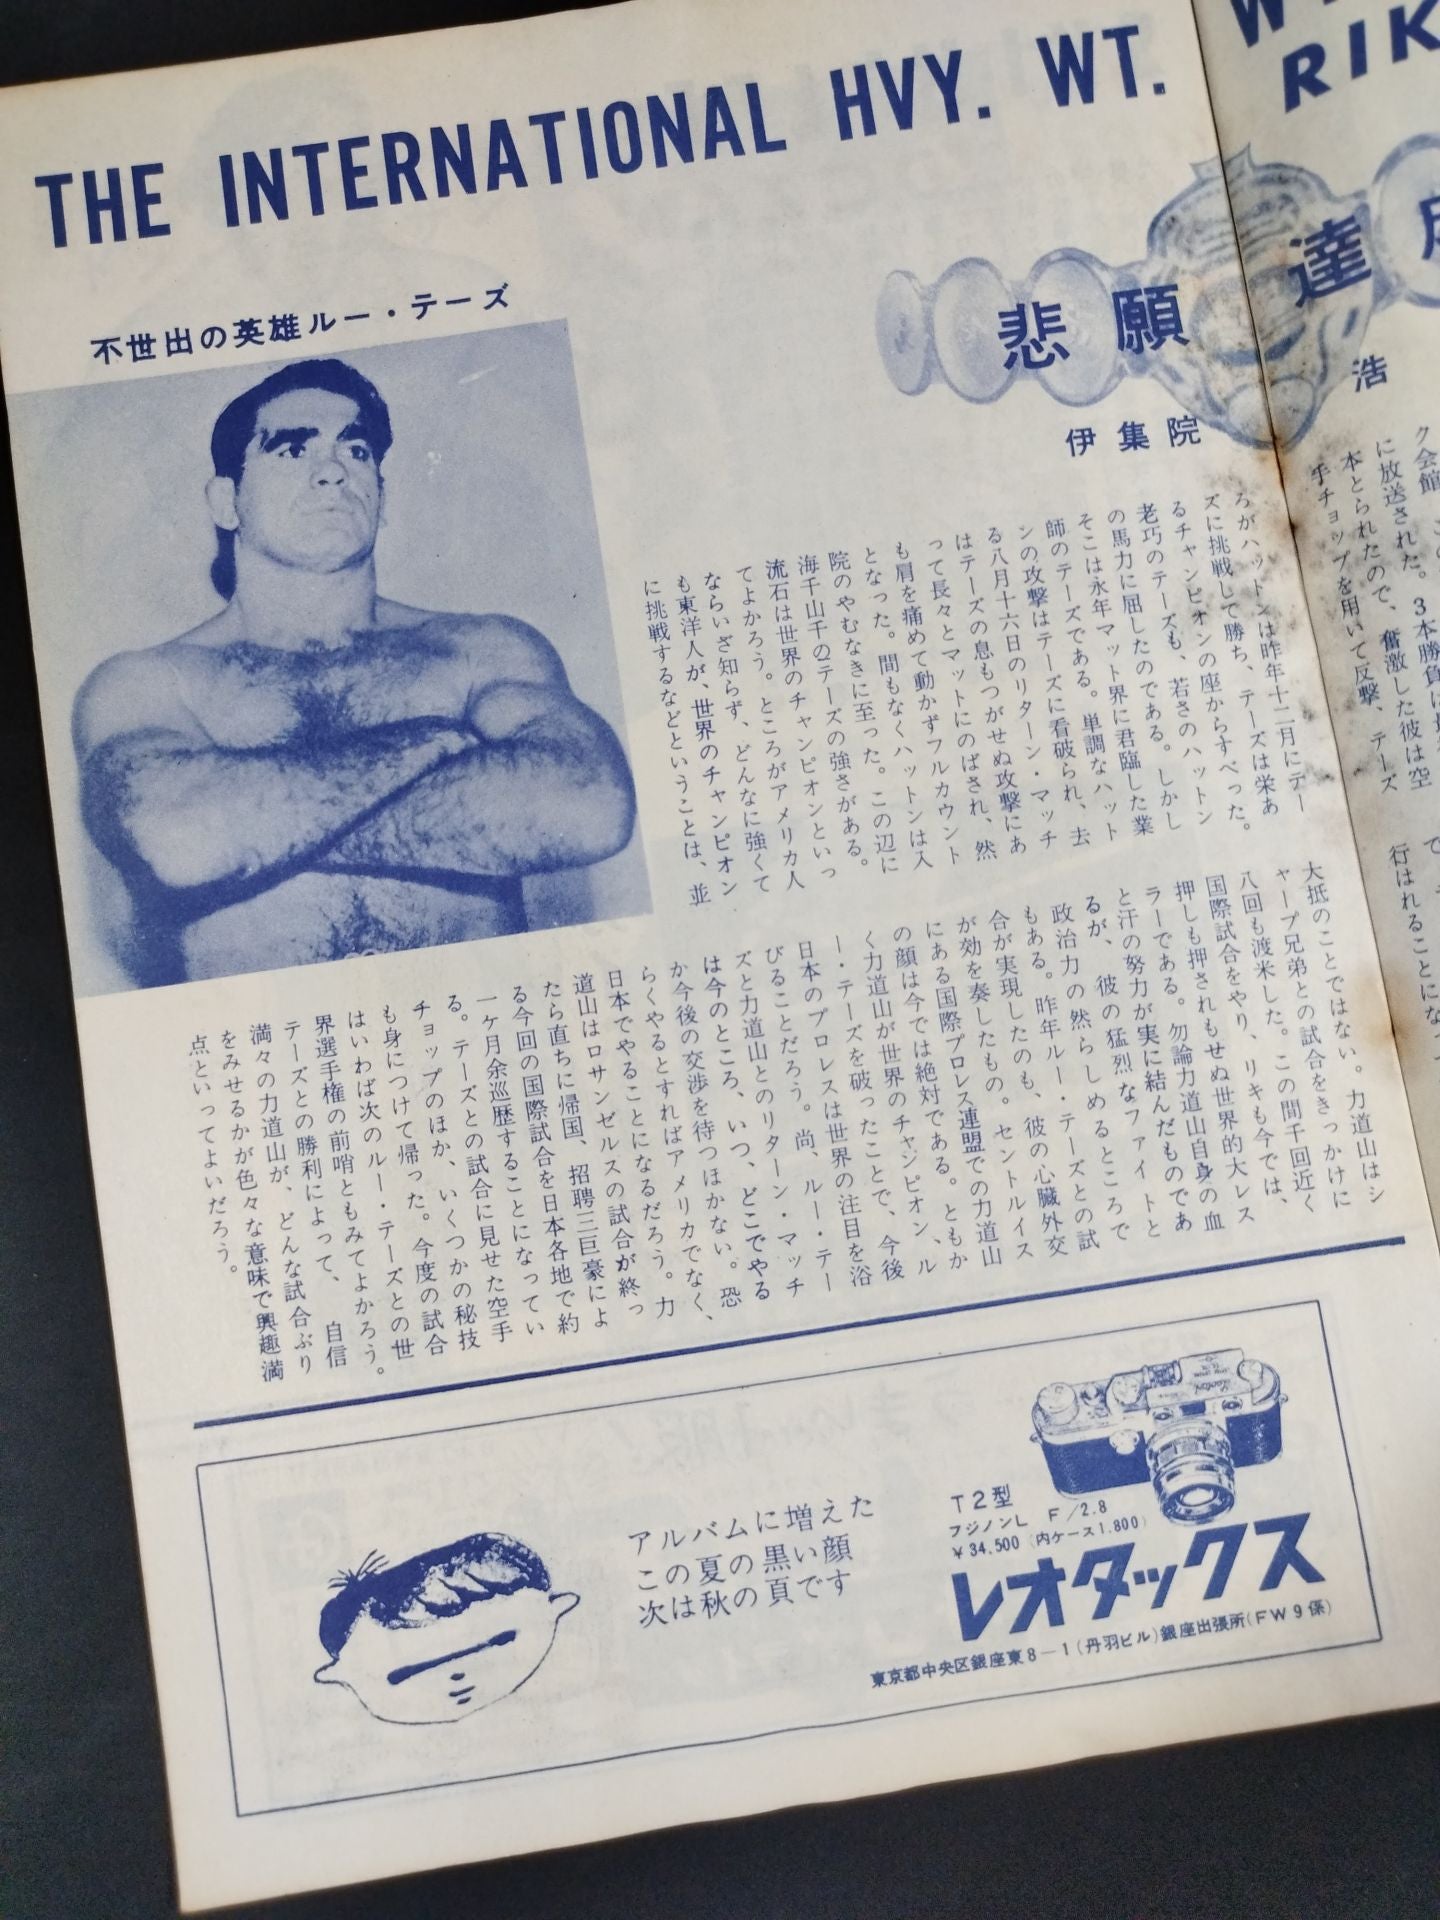 THE INTERNATIONAL HVY. WT.
RIK
悲願達
伊集院
浩
不世出の英雄ルー・テーズ
ク会館
に放送された。3本勝負は
本とられたので、奮激した彼は空
手チョップを用いて反撃、テーズ
行はれることにな
ろがハットンは昨年十二月にテー
ズに挑戦して勝ち、テーズは栄あ
るチャンピオンの座からすべった。
老巧のテーズも、若さのハットン
の馬力に屈したのである。しかし
そこは永年マット界に君臨した業
師のテーズである。単調なハット
ンの攻撃はテーズに看破られ、去
る八月十六日のリターン・マッチ
はテーズの息もつがせぬ攻撃にあ
って長々とマットにのばされ、然
も肩を痛めて動かずフルカウント
となった。間もなくハットンは入
院のやむなきに至った。この辺に
海千山千のテーズの強さがある。
流石は世界のチャンピオンといっ
てよかろう。ところがアメリカ人
ならいざ知らず、どんなに強くて
も東洋人が、世界のチャンピオン
に挑戦するなどということは、並
大抵のことではない。力道山はシ
ャープ兄弟との試合をきっかけに
八回も渡米した。この間千回近く
国際試合をやり、リキも今では、
押しも押されもせぬ世界的大レス
ラーである。勿論力道山自身の血
と汗の努力が実に結んだものであ
るが、彼の猛烈なファイトと
政治力の然らしめるところで
もある。昨年ルー・テーズとの試
合が実現したのも、彼の心臓外交
が効を奏したもの。セントルイス
にある国際プロレス連盟での力道山
の顔は今では絶対である。ともか
く力道山が世界のチャンピオン、ル
ー・テーズを破ったことで、今後
日本のプロレスは世界の注目を浴
びることだろう。尚、ルー・テー
ズと力道山とのリターン・マッチ
は今のところ、いつ、どこでやる
か今後の交渉を待つほかない。恐
らくやるとすればアメリカでなく、
日本でやることになるだろう。力
道山はロサンゼルスの試合が終っ
たら直ちに帰国、招聘三巨豪によ
る今回の国際試合を日本各地で約
一ケ月余巡歴することになってい
る。テーズとの試合に見せた空手
チョップのほか、いくつかの秘技
も身につけて帰った。今度の試合
はいわば次のルー・テーズとの世
界選手権の前哨ともみてよかろう。
テーズとの勝利によって、自信
満々の力道山が、どんな試合ぶり
をみせるかが色々な意味で興趣満
点といってよいだろう。
アルバムに増えた
この夏の黒い顔
次は秋の頁です
T2型
フジノンL F/2.8
¥34,500(内ケース1,800)
レオタックス
東京都中央区銀座東8−1(丹羽ビル)銀座出張所(FW9係)